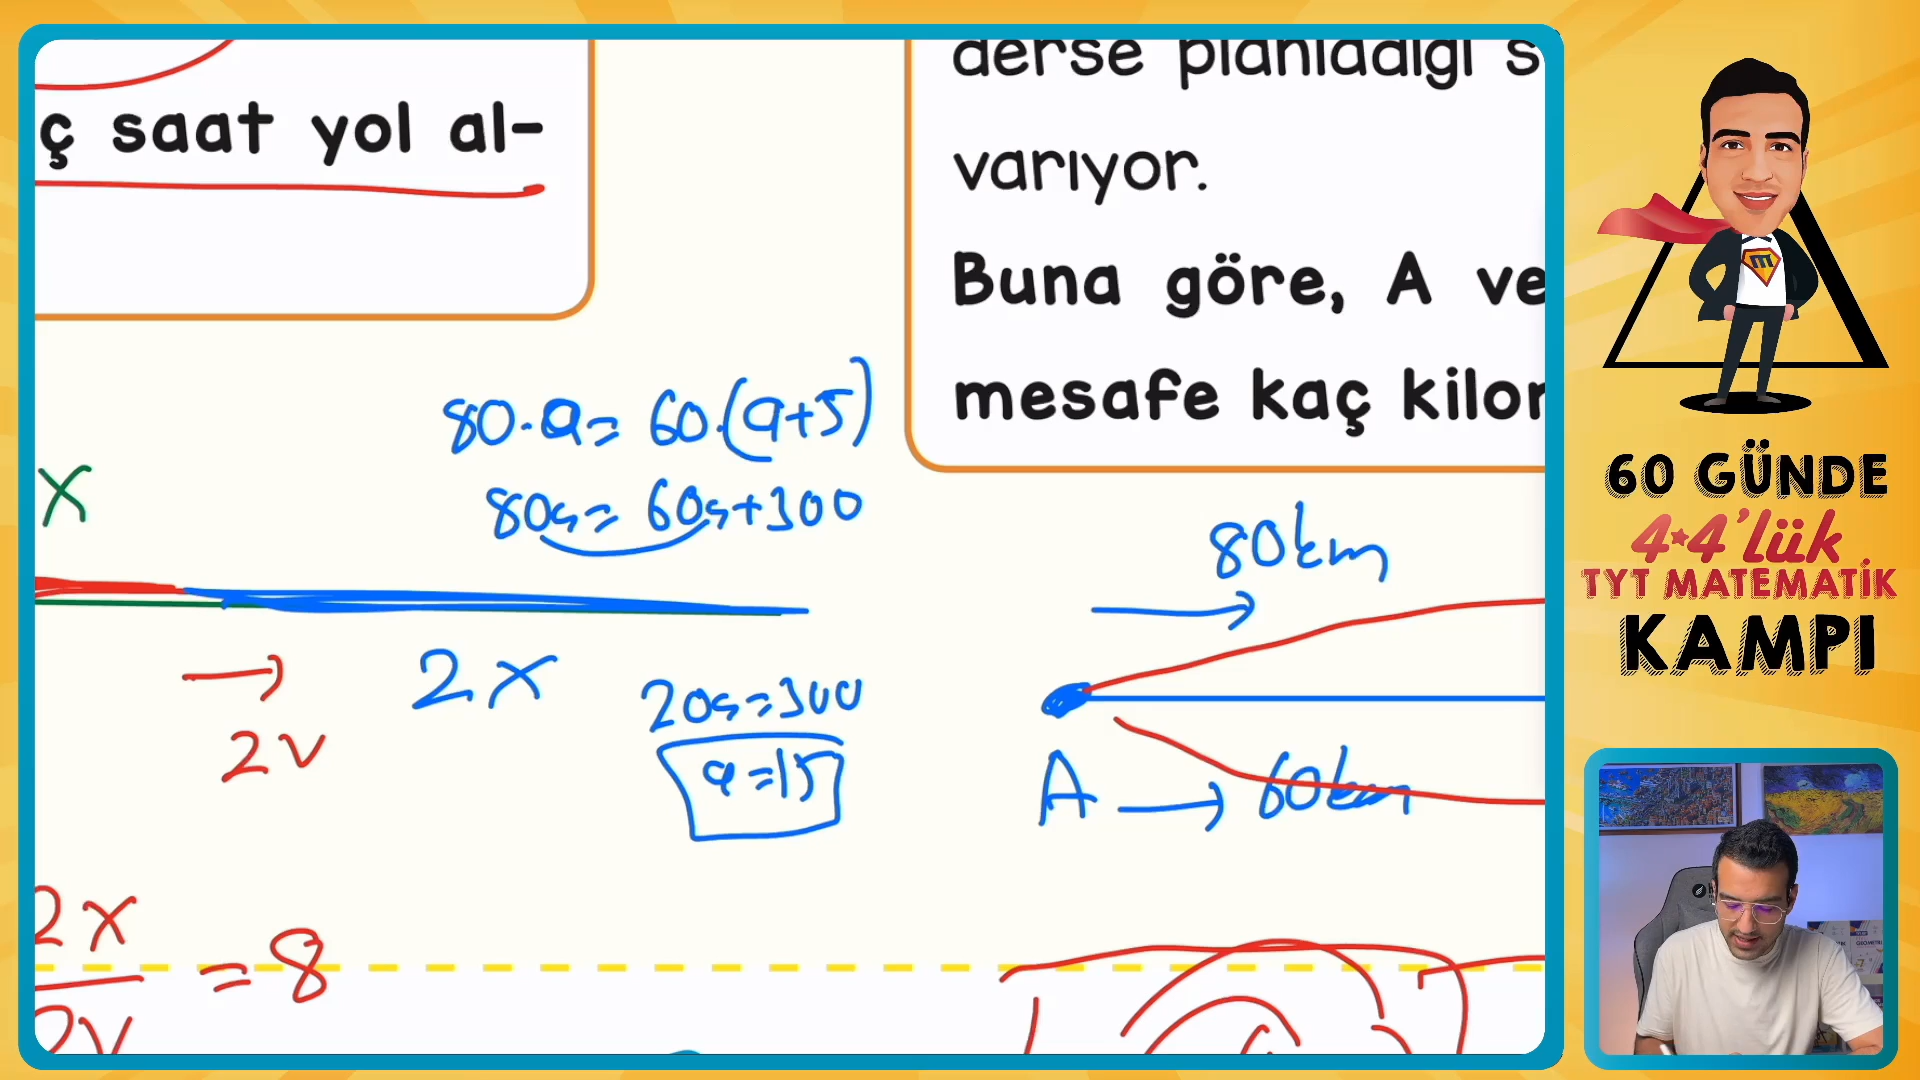 ç saat yol al-
derse planladığı s
varıyor.
Buna göre, A ve
mesafe kaç kilor
80.a = 60.(a+5)
80a = 60a+300
20a=300
a=15
X
2X
2V
2X
2V
= 8
80km
A
60km
60 GÜNDE
4*4'lük
TYT MATEMATİK
KAMPI